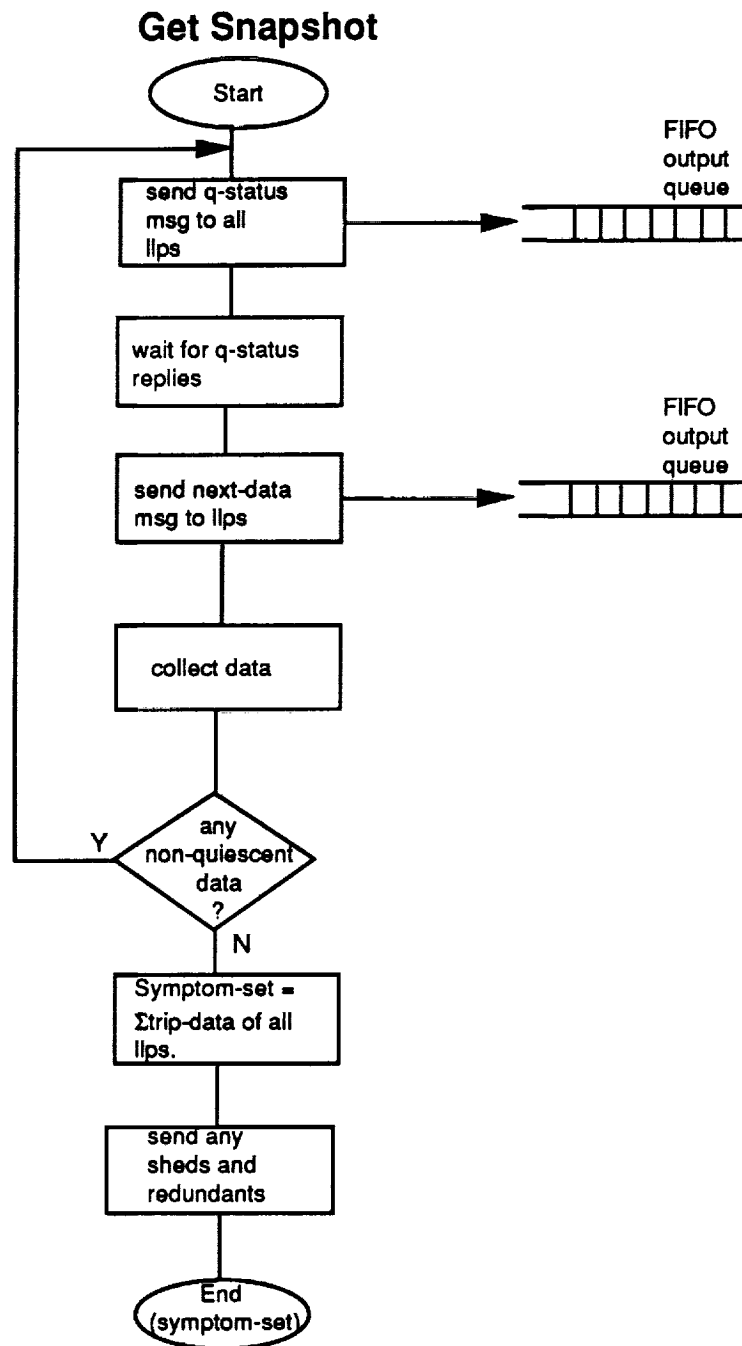 Get Snapshot
Start
FIFO
output
queue
send q-status
msg to all
llps
wait for q-status
replies
FIFO
output
queue
send next-data
msg to llps
collect data
any
non-quiescent
data
?
Y
N
Symptom-set =
Σtrip-data of all
llps.
send any
sheds and
redundants
End
(symptom-set)